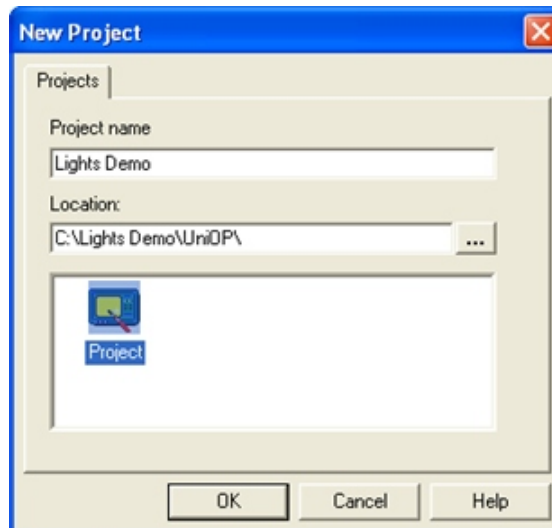 New Project
Projects
Project name
Lights Demo
Location:
C:\Lights Demo\UniOP\
...
Project
OK Cancel Help